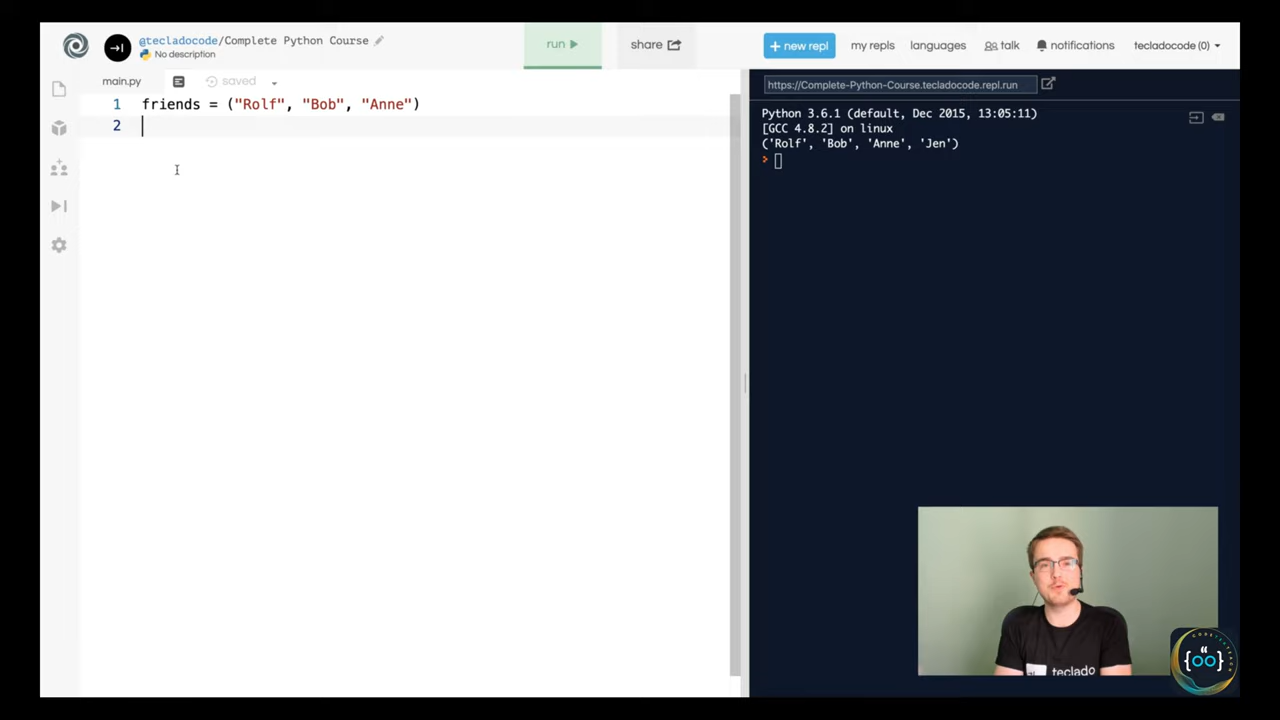 @tecladocode/Complete Python Course
No description
run
share
+ new repl
my repls
languages
talk
notifications
tecladocode (0)
main.py
saved
https://Complete-Python-Course.tecladocode.repl.run
1 friends = ("Rolf", "Bob", "Anne")
2
Python 3.6.1 (default, Dec 2015, 13:05:11)
[GCC 4.8.2] on linux
('Rolf', 'Bob', 'Anne', 'Jen')
>
teclado